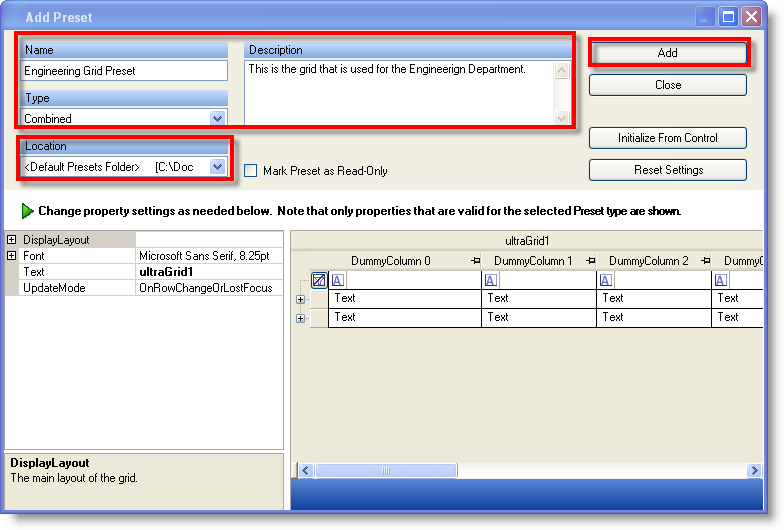 Add Preset
Name
Description
Add
Engineering Grid Preset
This is the grid that is used for the Engineerign Department.
Close
Type
Combined
Initialize From Control
Location
<Default Presets Folder> [C:\Doc
Mark Preset as Read-Only
Reset Settings
Change property settings as needed below. Note that only properties that are valid for the selected Preset type are shown.
DisplayLayout
Font Microsoft Sans Serif, 8.25pt
Text ultraGrid1
UpdateMode OnRowChangeOrLostFocus
ultraGrid1
DummyColumn 0 DummyColumn 1 DummyColumn 2 DummyC
A A A A
Text Text Text Text
Text Text Text Text
DisplayLayout
The main layout of the grid.